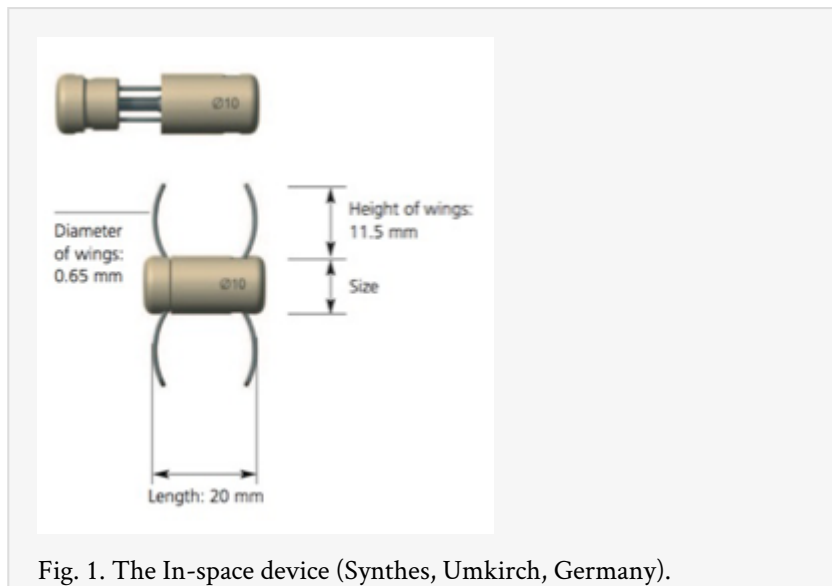 Ø10
Diameter
of wings:
0.65 mm
Height of wings:
11.5 mm
Ø10
Size
Length: 20 mm
Fig. 1. The In-space device (Synthes, Umkirch, Germany).